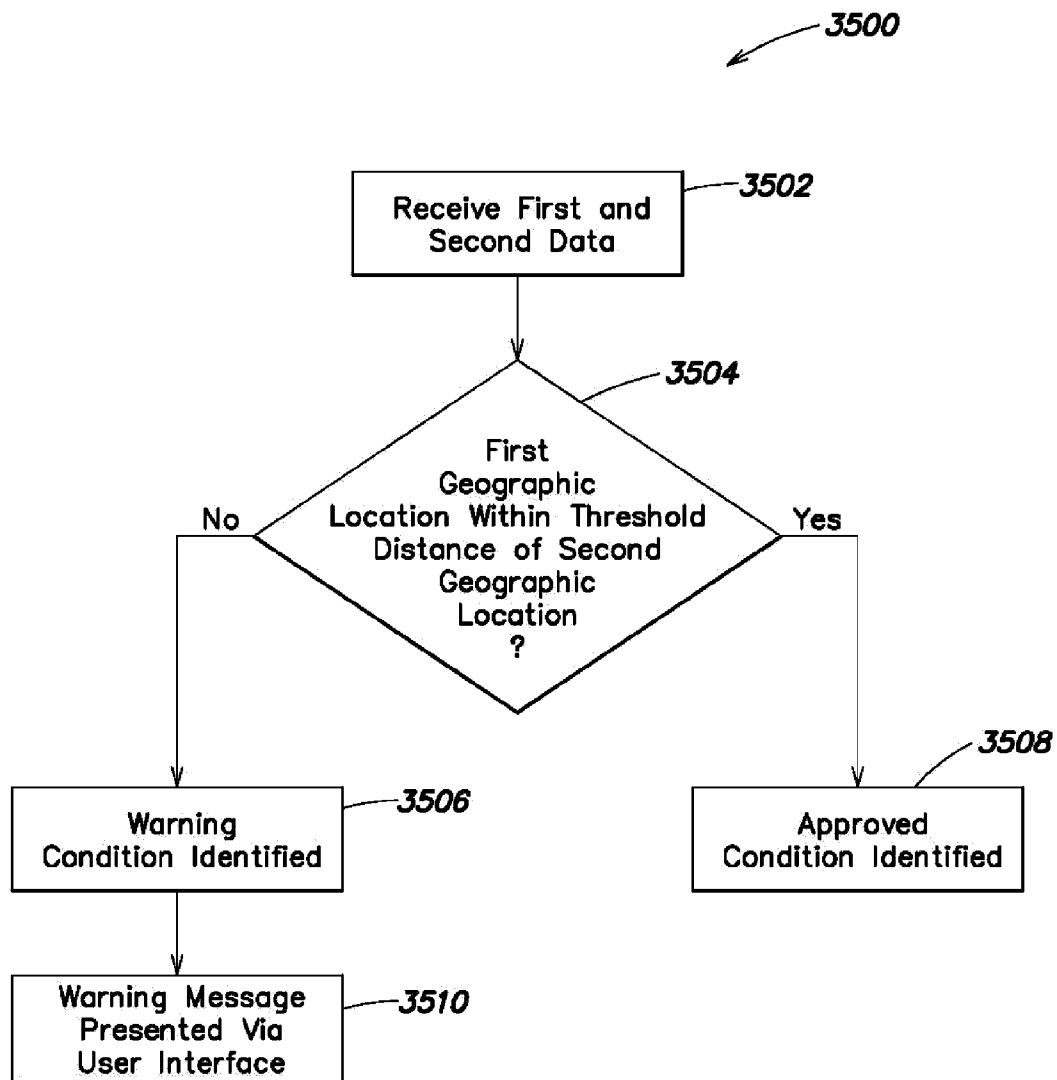 3500
3502
Receive First and
Second Data
3504
First
Geographic
Location Within Threshold
Distance of Second
Geographic
Location
?
No
Yes
3506
Warning
Condition Identified
3508
Approved
Condition Identified
3510
Warning Message
Presented Via
User Interface